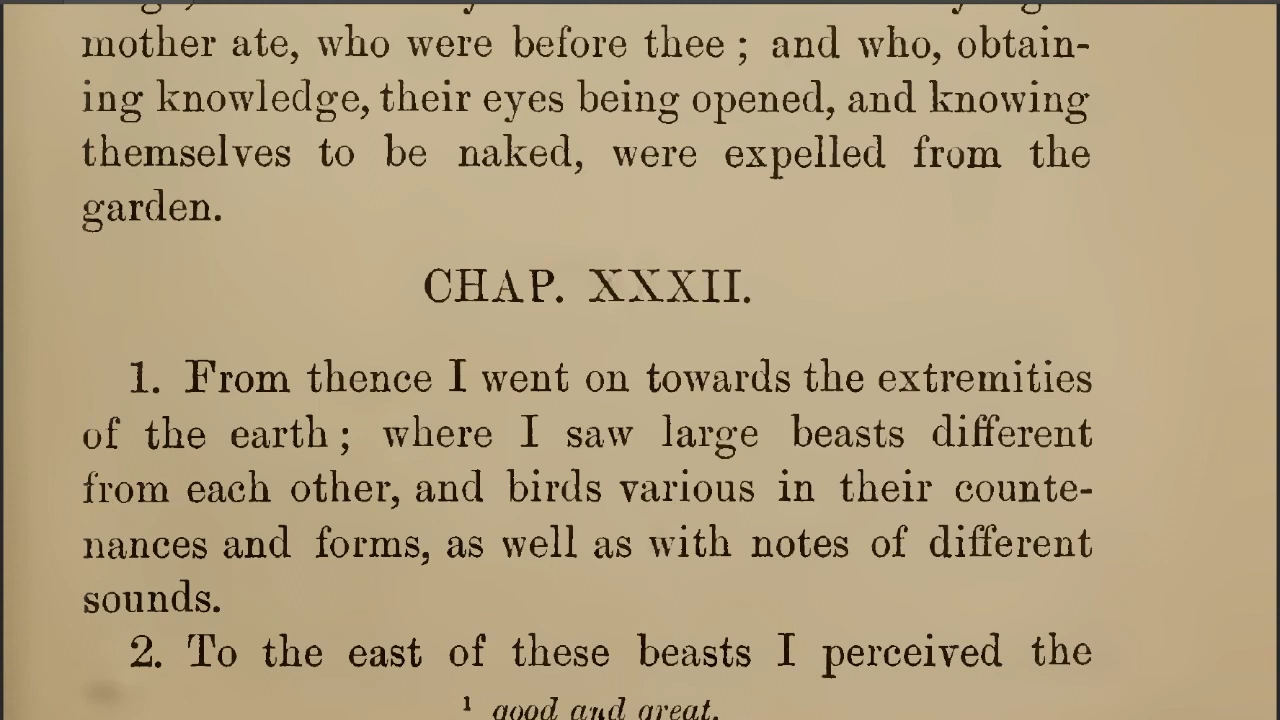 mother ate, who were before thee ; and who, obtain-
ing knowledge, their eyes being opened, and knowing
themselves to be naked, were expelled from the
garden.
CHAP. XXXII.
1. From thence I went on towards the extremities
of the earth ; where I saw large beasts different
from each other, and birds various in their counte-
nances and forms, as well as with notes of different
sounds.
2. To the east of these beasts I perceived the
¹ good and great.